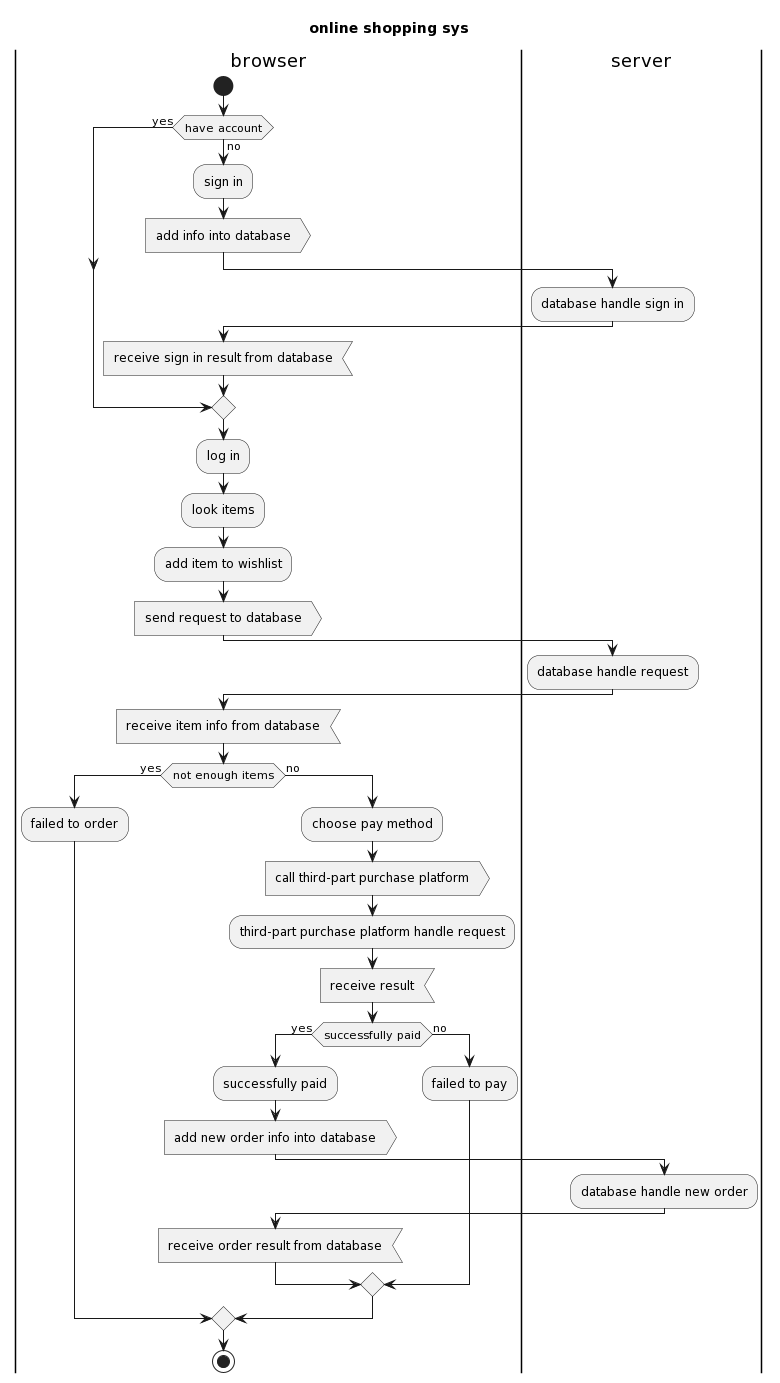 online shopping sys
browser
server
yes
have account
no
sign in
add info into database
database handle sign in
receive sign in result from database
log in
look items
add item to wishlist
send request to database
database handle request
receive item info from database
yes
not enough items
no
failed to order
choose pay method
call third-part purchase platform
third-part purchase platform handle request
receive result
yes
successfully paid
no
successfully paid
failed to pay
add new order info into database
database handle new order
receive order result from database